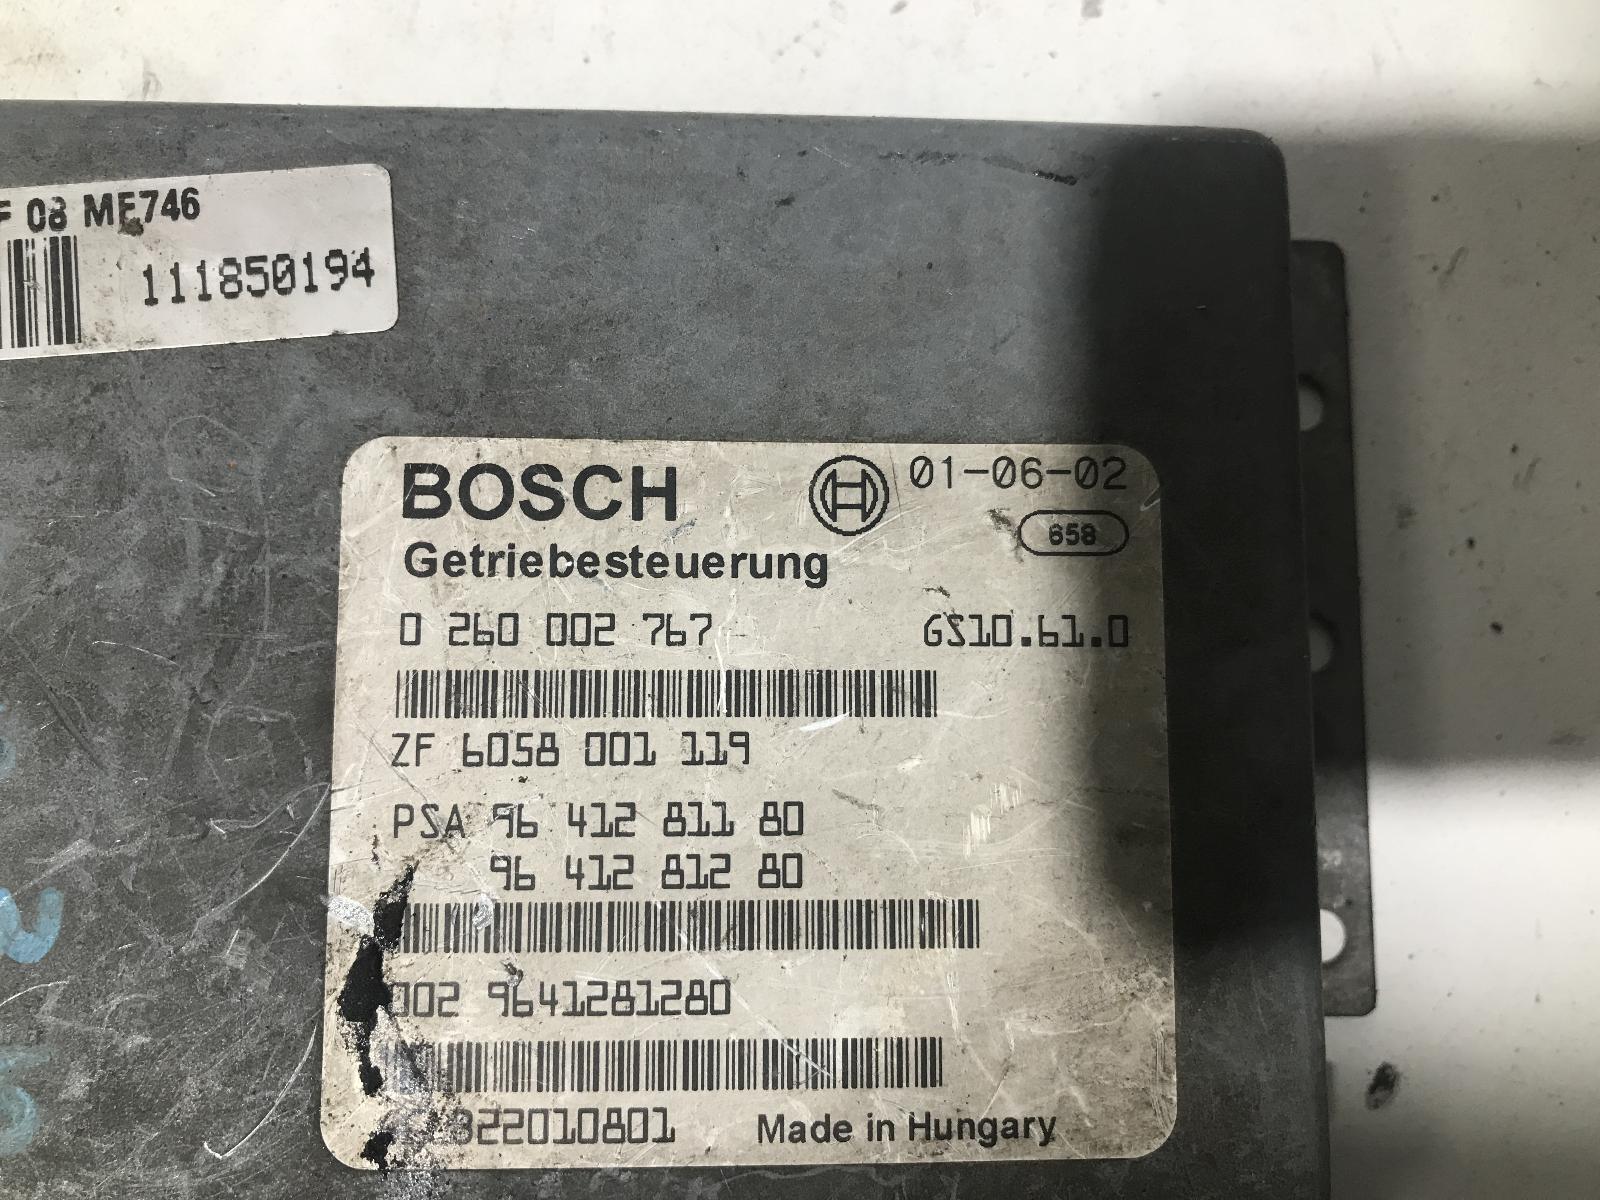 08 ME746
111850194
BOSCH 01-06-02
658
Getriebesteuerung
0 260 002 767 GS10.61.0
ZF 6058 001 119
PSA 96 412 811 80
96 412 812 80
002 9641281280
322010801 Made in Hungary